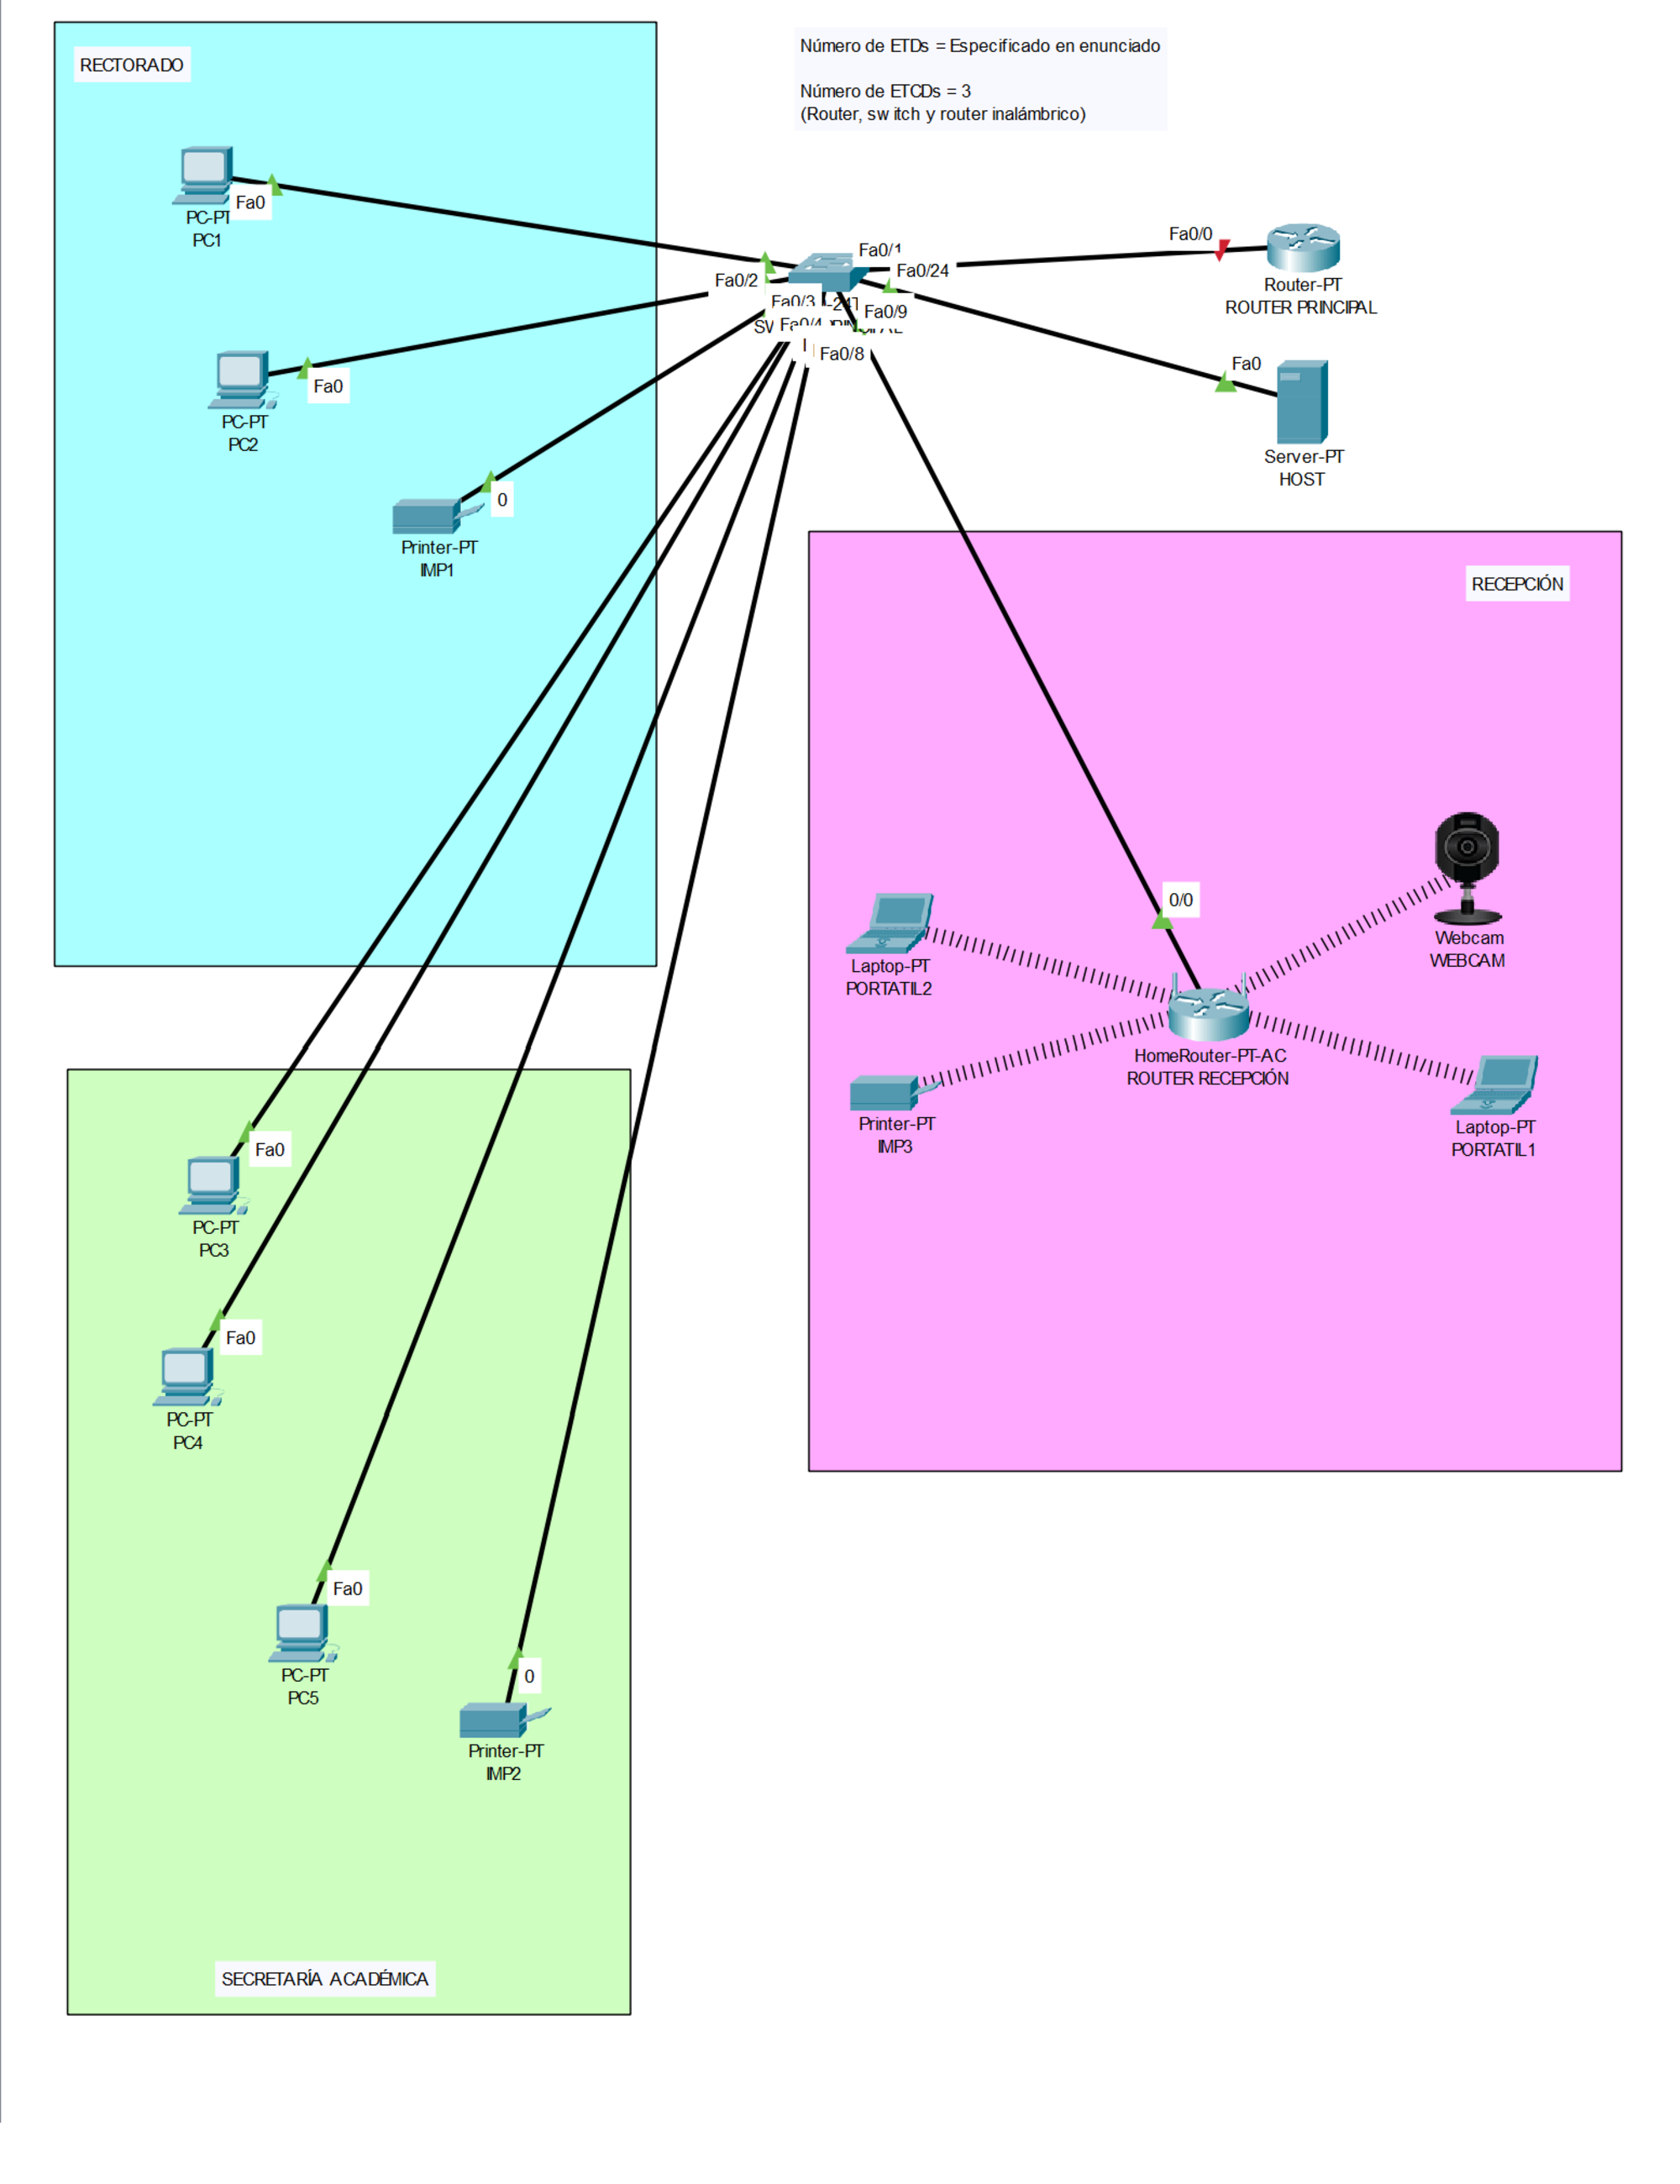 RECTORADO
Número de ETDs = Especificado en enunciado
Número de ETCDs = 3
(Router, switch y router inalámbrico)
Fa0
PC-PT
PC1
Fa0/1
Fa0/24
Fa0/0
Router-PT
ROUTER PRINCIPAL
Fa0/2
Fa0/3
Fa0/9
Fa0/4
Fa0/8
Fa0
PC-PT
PC2
Fa0
Server-PT
HOST
0
Printer-PT
IMP1
RECEPCIÓN
0/0
Webcam
WEBCAM
Laptop-PT
PORTATIL2
HomeRouter-PT-AC
ROUTER RECEPCIÓN
Printer-PT
IMP3
Laptop-PT
PORTATIL1
Fa0
PC-PT
PC3
Fa0
PC-PT
PC4
Fa0
PC-PT
PC5
0
Printer-PT
IMP2
SECRETARÍA ACADÉMICA